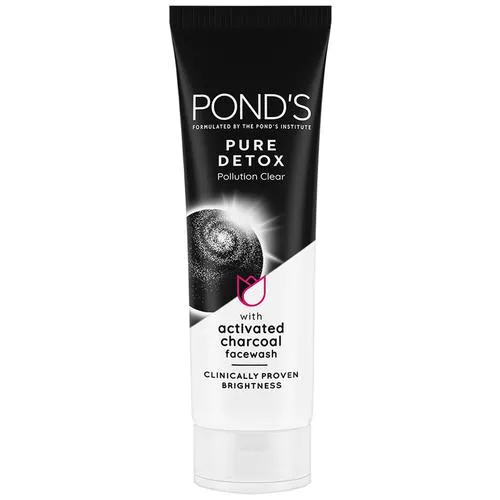 POND'S
FORMULATED BY THE POND'S INSTITUTE
PURE
DETOX
Pollution Clear
with
activated
charcoal
facewash
CLINICALLY PROVEN
BRIGHTNESS